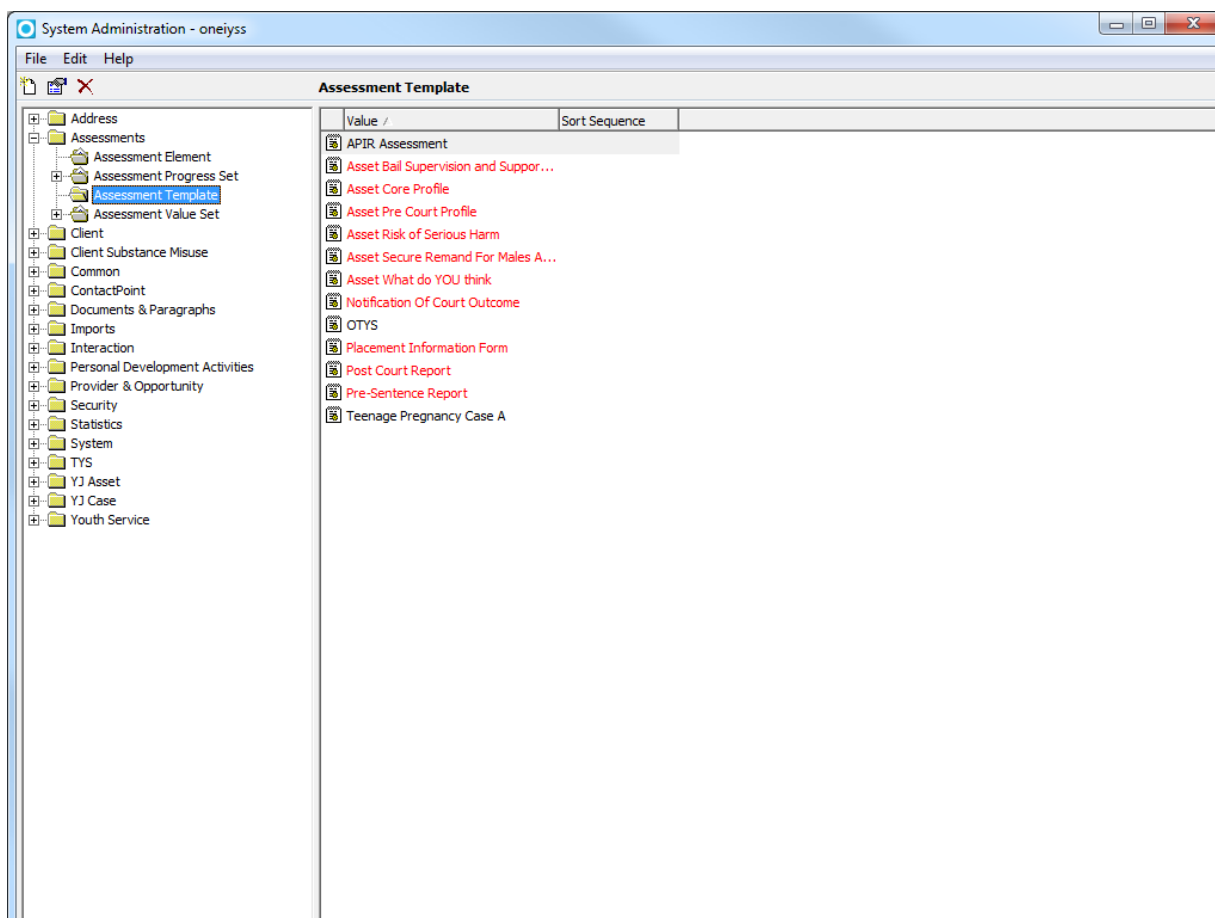 System Administration - oneiyss
File Edit Help
Assessment Template
Address
Assessments
Assessment Element
Assessment Progress Set
Assessment Template
Assessment Value Set
Client
Client Substance Misuse
Common
ContactPoint
Documents & Paragraphs
Imports
Interaction
Personal Development Activities
Provider & Opportunity
Security
Statistics
System
TYS
YJ Asset
YJ Case
Youth Service
Value Sort Sequence
APIR Assessment
Asset Bail Supervision and Suppor...
Asset Core Profile
Asset Pre Court Profile
Asset Risk of Serious Harm
Asset Secure Remand For Males A...
Asset What do YOU think
Notification Of Court Outcome
OTYS
Placement Information Form
Post Court Report
Pre-Sentence Report
Teenage Pregnancy Case A